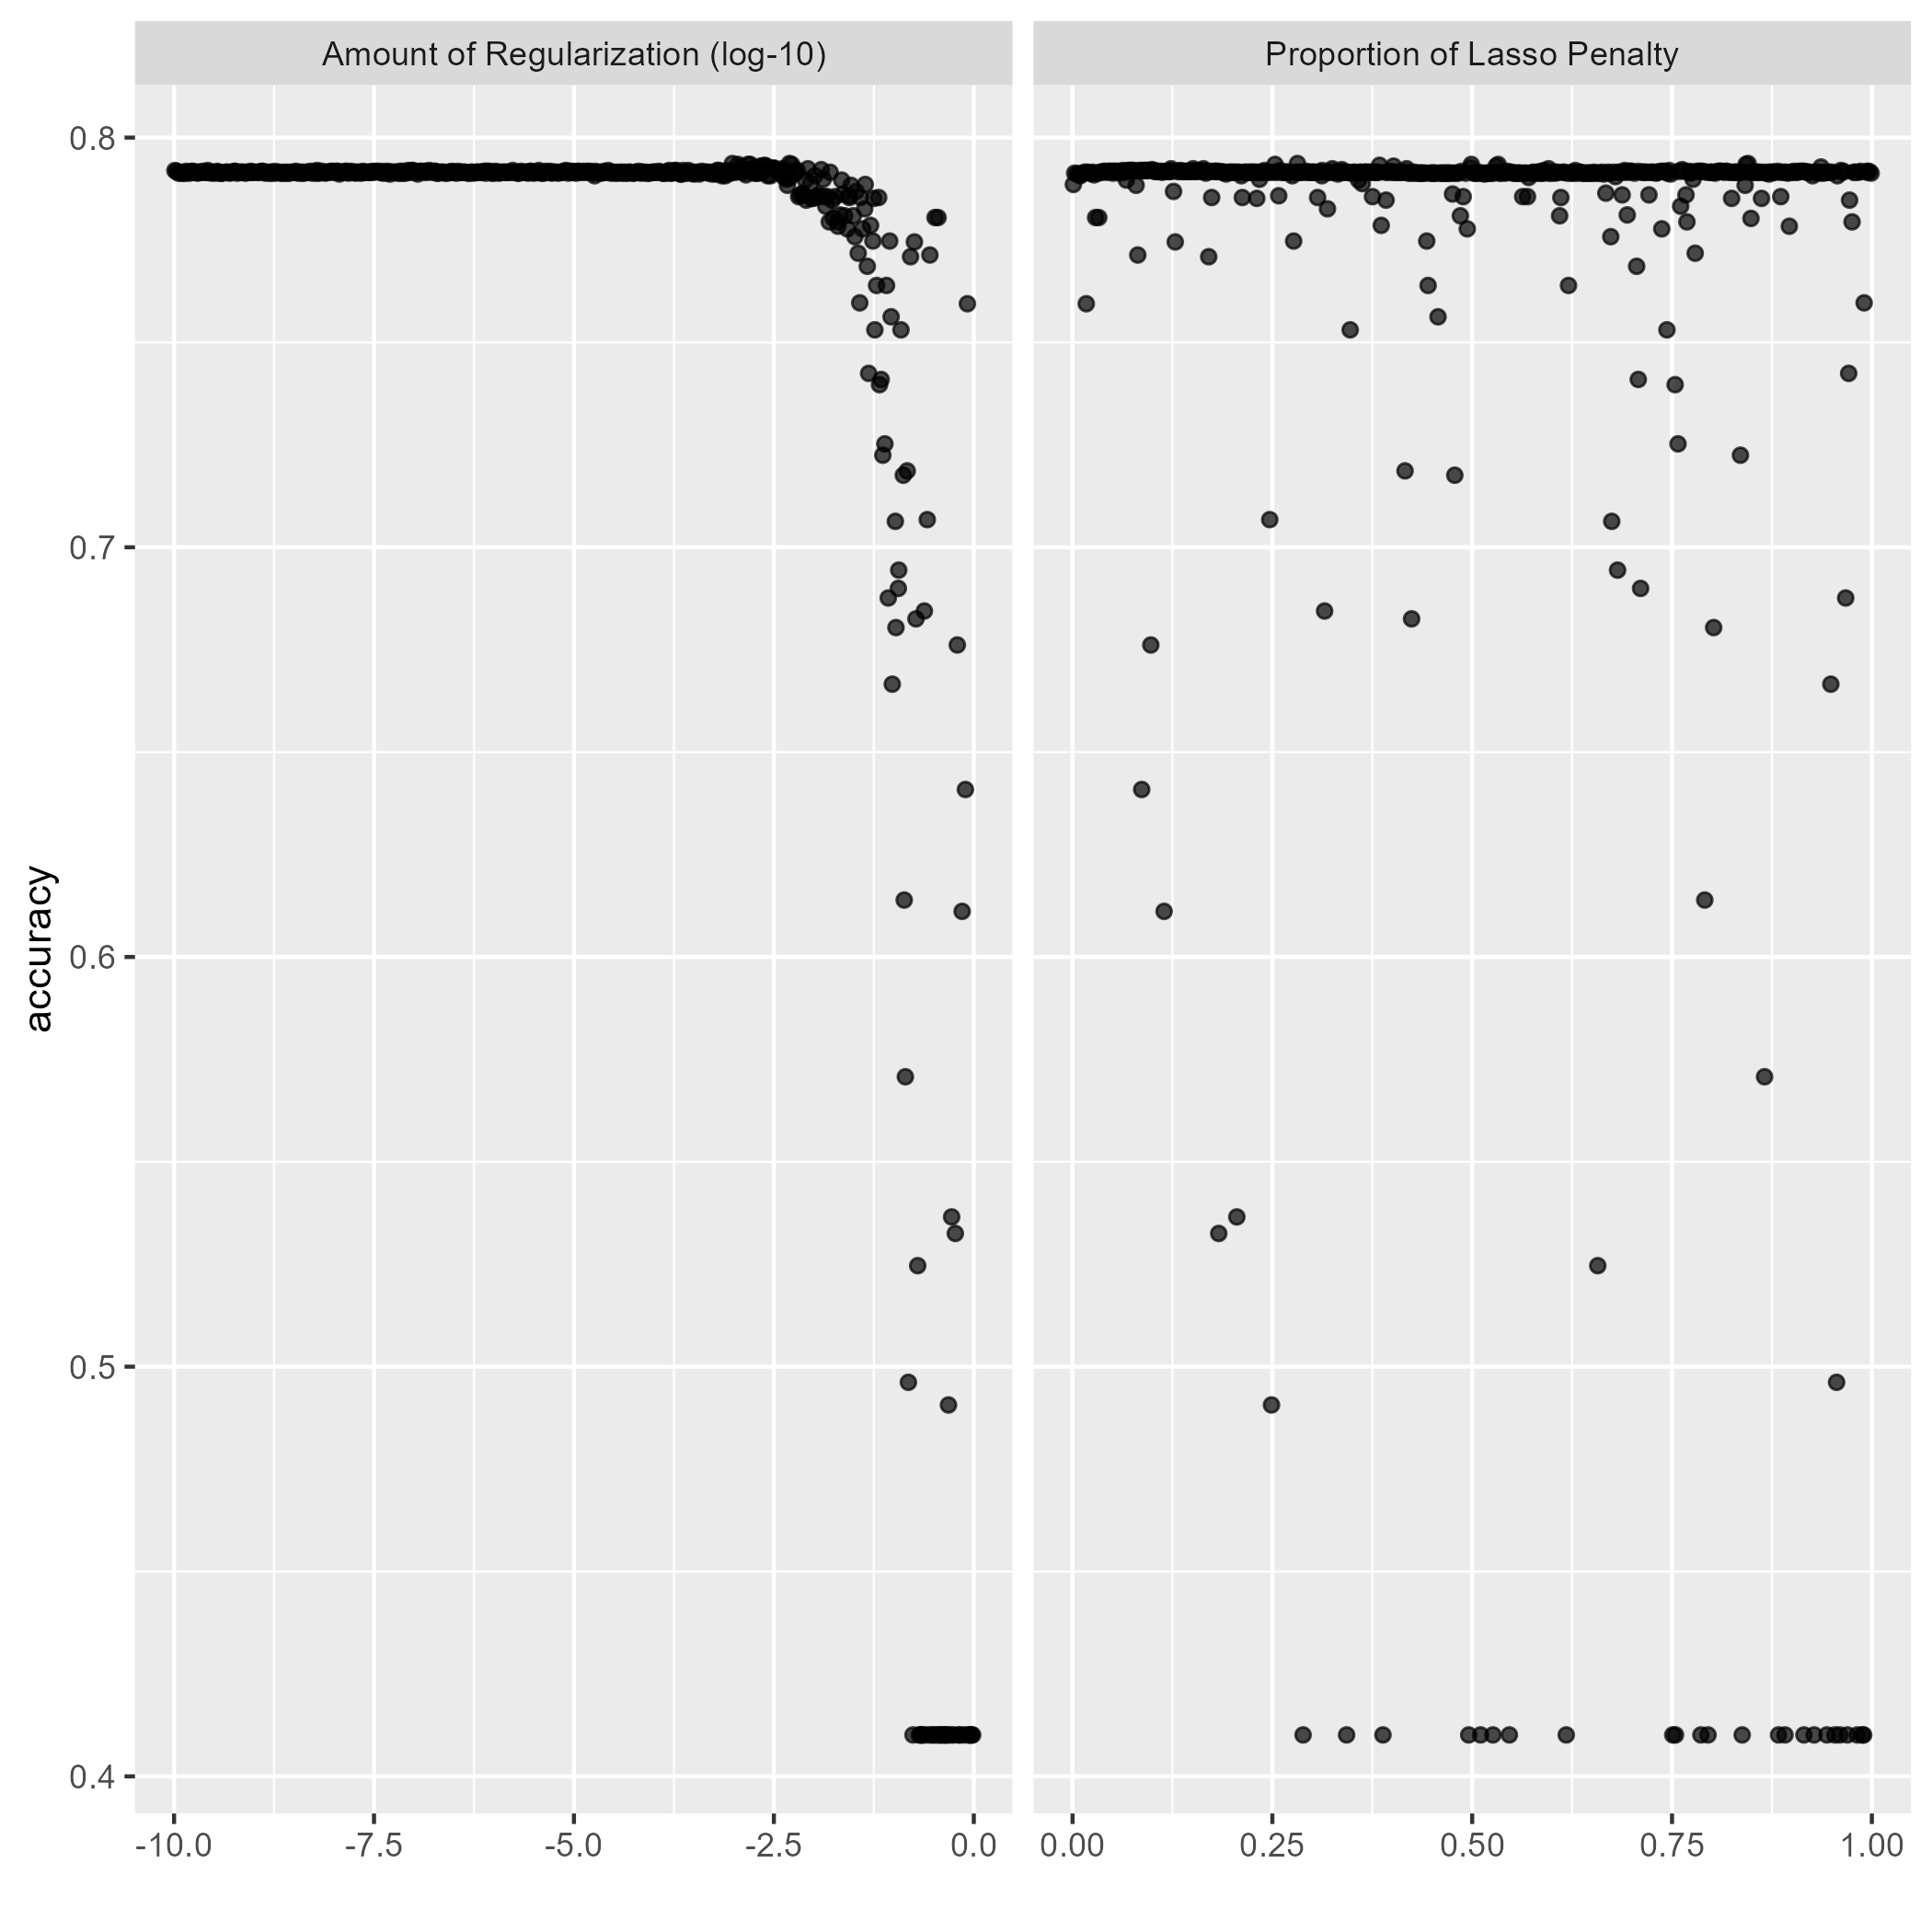 Amount of Regularization (log-10)
Proportion of Lasso Penalty
0.8
0.7
0.6
0.5
0.4
accuracy
-10.0 -7.5 -5.0 -2.5 0.0
0.00 0.25 0.50 0.75 1.00